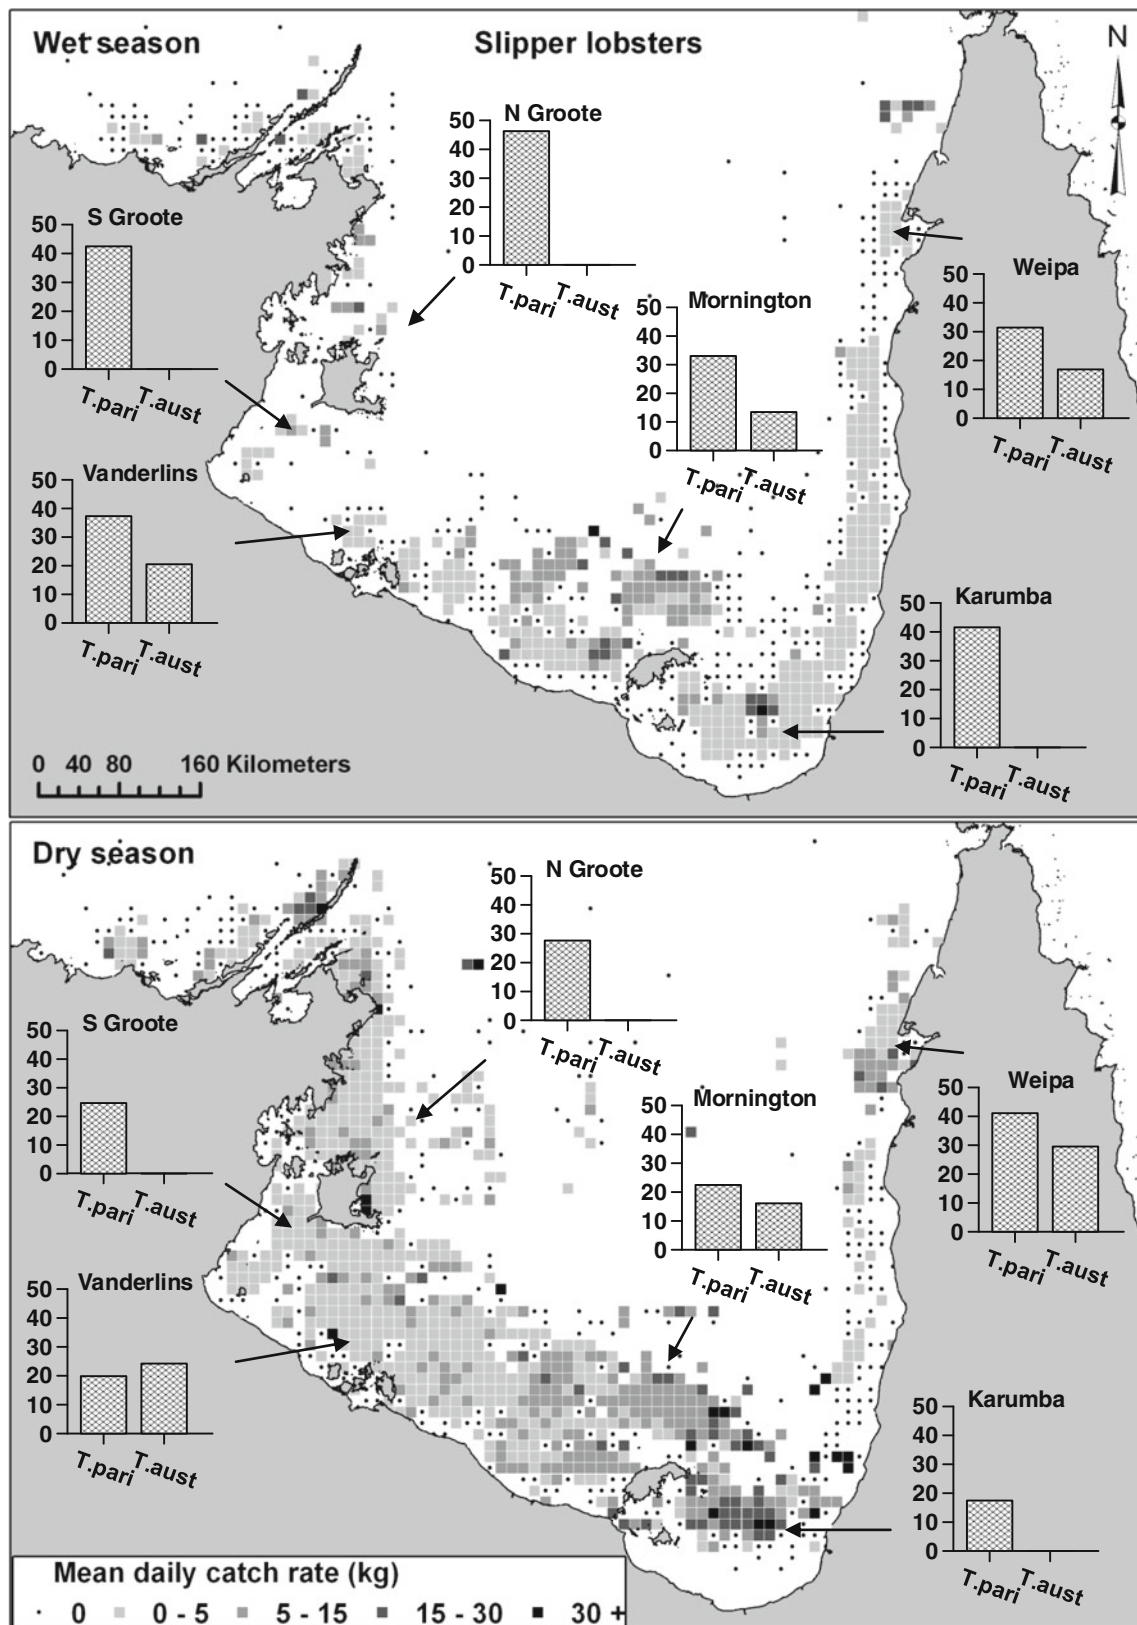 Wet season
Slipper lobsters
N
N Groote
50
40
30
20
10
0
T.pari T.aust
S Groote
50
40
30
20
10
0
T.pari T.aust
Mornington
50
40
30
20
10
0
T.pari T.aust
Weipa
50
40
30
20
10
0
T.pari T.aust
Vanderlins
50
40
30
20
10
0
T.pari T.aust
Karumba
50
40
30
20
10
0
T.pari T.aust
0 40 80 160 Kilometers
Dry season
N Groote
50
40
30
20
10
0
T.pari T.aust
S Groote
50
40
30
20
10
0
T.pari T.aust
Weipa
50
40
30
20
10
0
T.pari T.aust
Mornington
50
40
30
20
10
0
T.pari T.aust
Vanderlins
50
40
30
20
10
0
T.pari T.aust
Karumba
50
40
30
20
10
0
T.pari T.aust
Mean daily catch rate (kg)
0 0 - 5 5 - 15 15 - 30 30 +